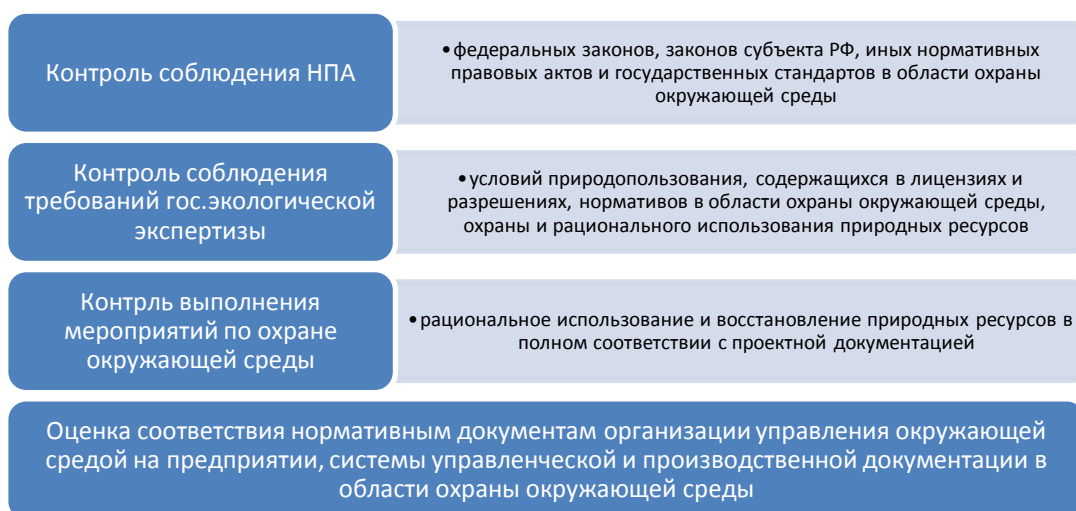 Контроль соблюдения НПА
•федеральных законов, законов субъекта РФ, иных нормативных
правовых актов и государственных стандартов в области охраны
окружающей среды
Контроль соблюдения
требований гос.экологической
экспертизы
•условий природопользования, содержащихся в лицензиях и
разрешениях, нормативов в области охраны окружающей среды,
охраны и рационального использования природных ресурсов
Контрль выполнения
мероприятий по охране
окружающей среды
•рациональное использование и восстановление природных ресурсов в
полном соответствии с проектной документацией
Оценка соответствия нормативным документам организации управления окружающей
средой на предприятии, системы управленческой и производственной документации в
области охраны окружающей среды